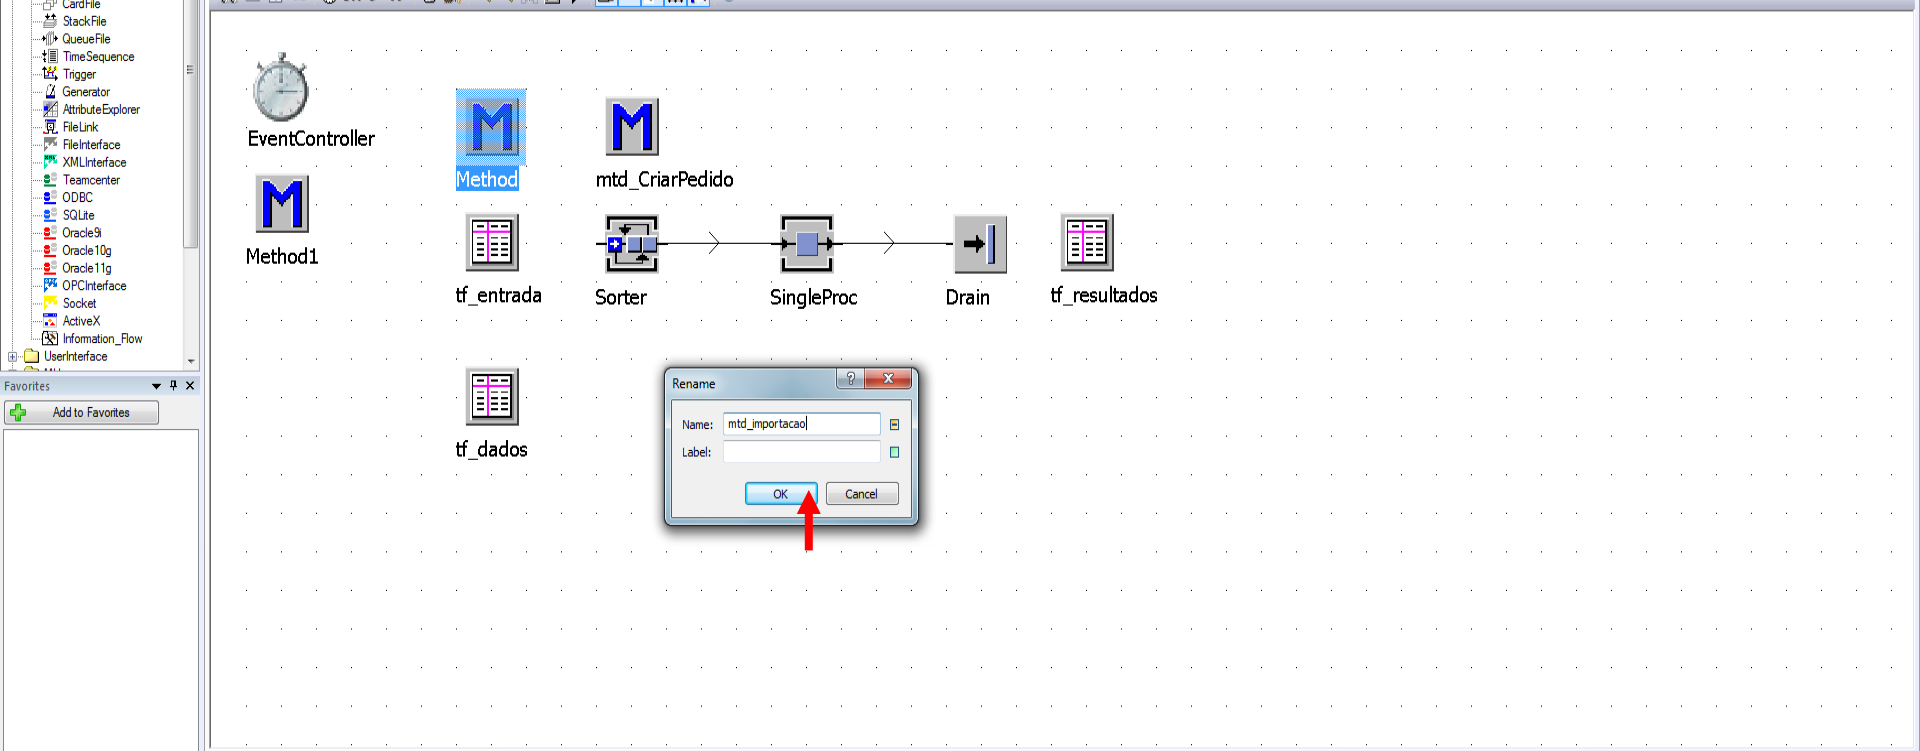 CardFile
StackFile
QueueFile
TimeSequence
Trigger
Generator
AttributeExplorer
FileLink
FileInterface
XMLInterface
Teamcenter
ODBC
SQLite
Oracle9i
Oracle10g
Oracle11g
OPCInterface
Socket
ActiveX
Information_Flow
UserInterface
Favorites
Add to Favorites
EventController
Method
mtd_CriarPedido
Method1
tf_entrada
Sorter
SingleProc
Drain
tf_resultados
tf_dados
Rename
Name: mtd_importacao
Label:
OK Cancel